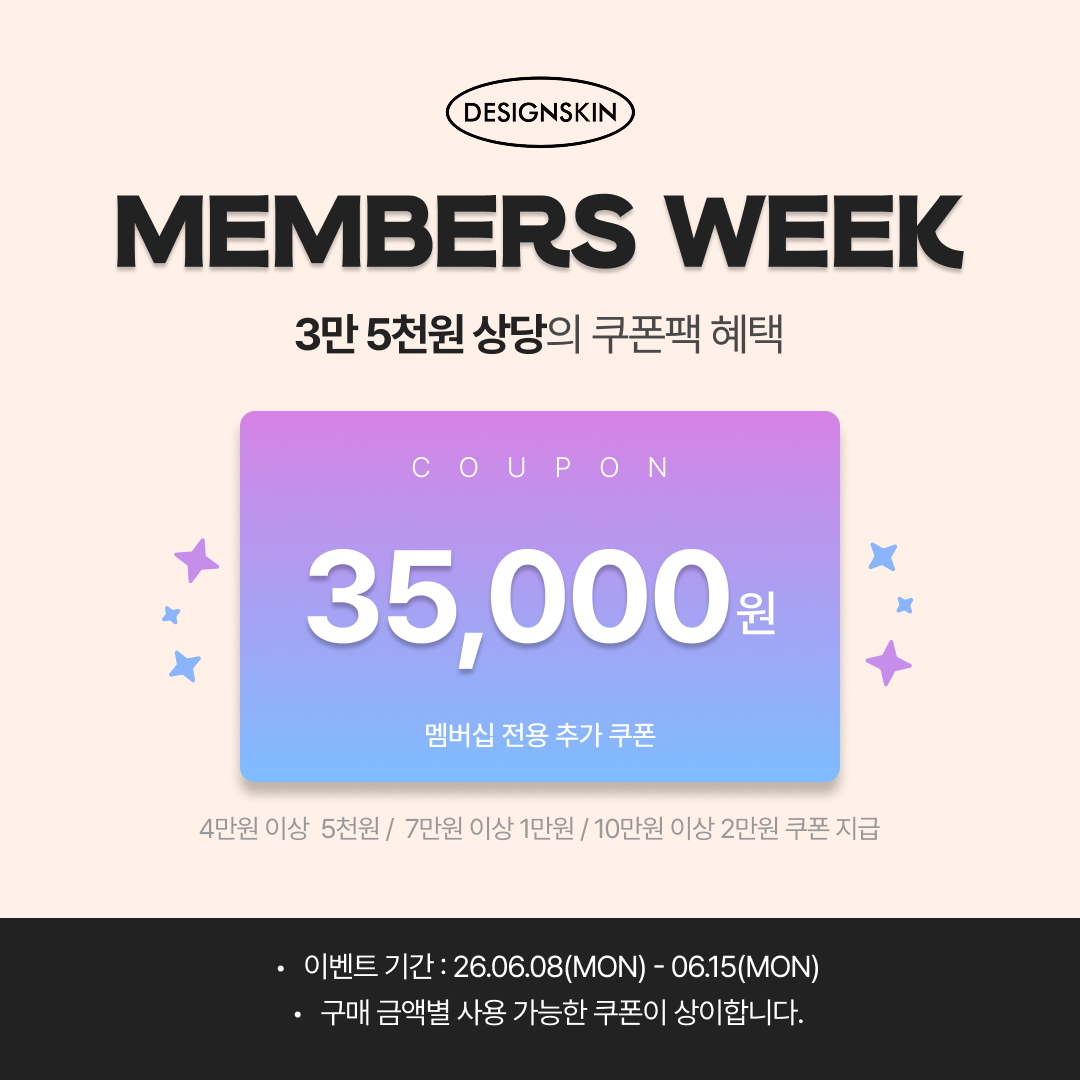 DESIGNSKIN
MEMBERS WEEK
3만 5천원 상당의 쿠폰팩 혜택
COUPON
35,000원
멤버십 전용 추가 쿠폰
4만원 이상 5천원 / 7만원 이상 1만원 / 10만원 이상 2만원 쿠폰 지급
• 이벤트 기간 : 26.06.08(MON) - 06.15(MON)
• 구매 금액별 사용 가능한 쿠폰이 상이합니다.